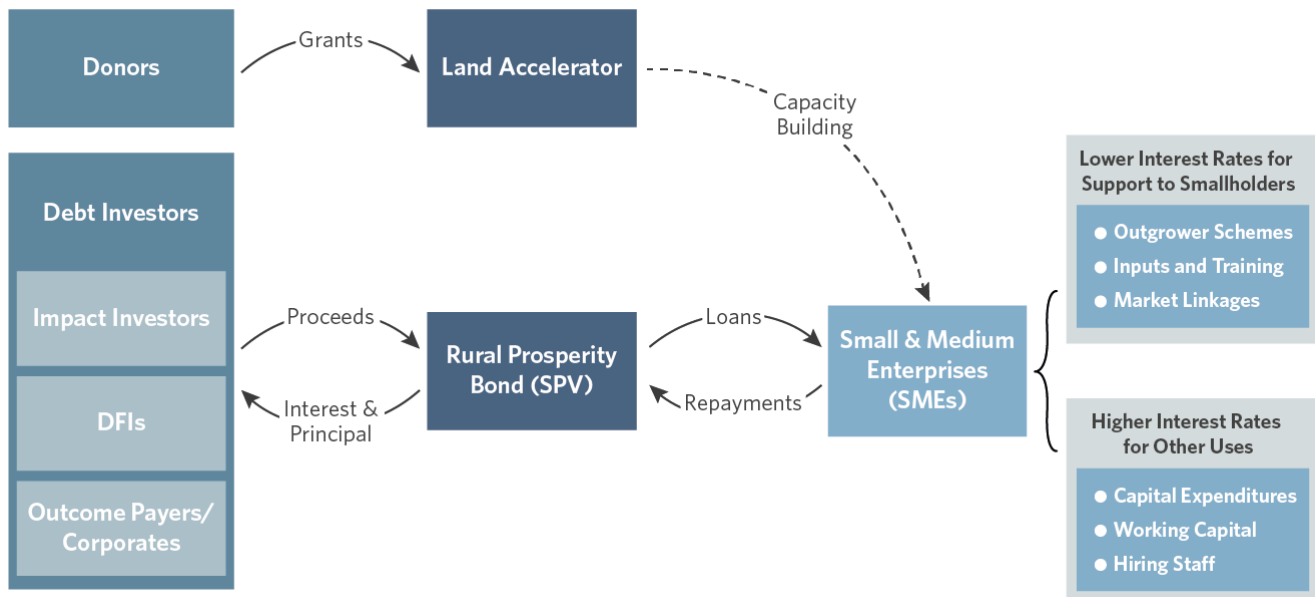 Donors
Grants
Land Accelerator
Capacity
Building
Debt Investors
Impact Investors
DFIs
Outcome Payers/
Corporates
Proceeds
Interest &
Principal
Rural Prosperity
Bond (SPV)
Loans
Repayments
Small & Medium
Enterprises
(SMEs)
Lower Interest Rates for
Support to Smallholders
● Outgrower Schemes
● Inputs and Training
● Market Linkages
Higher Interest Rates
for Other Uses
● Capital Expenditures
● Working Capital
● Hiring Staff